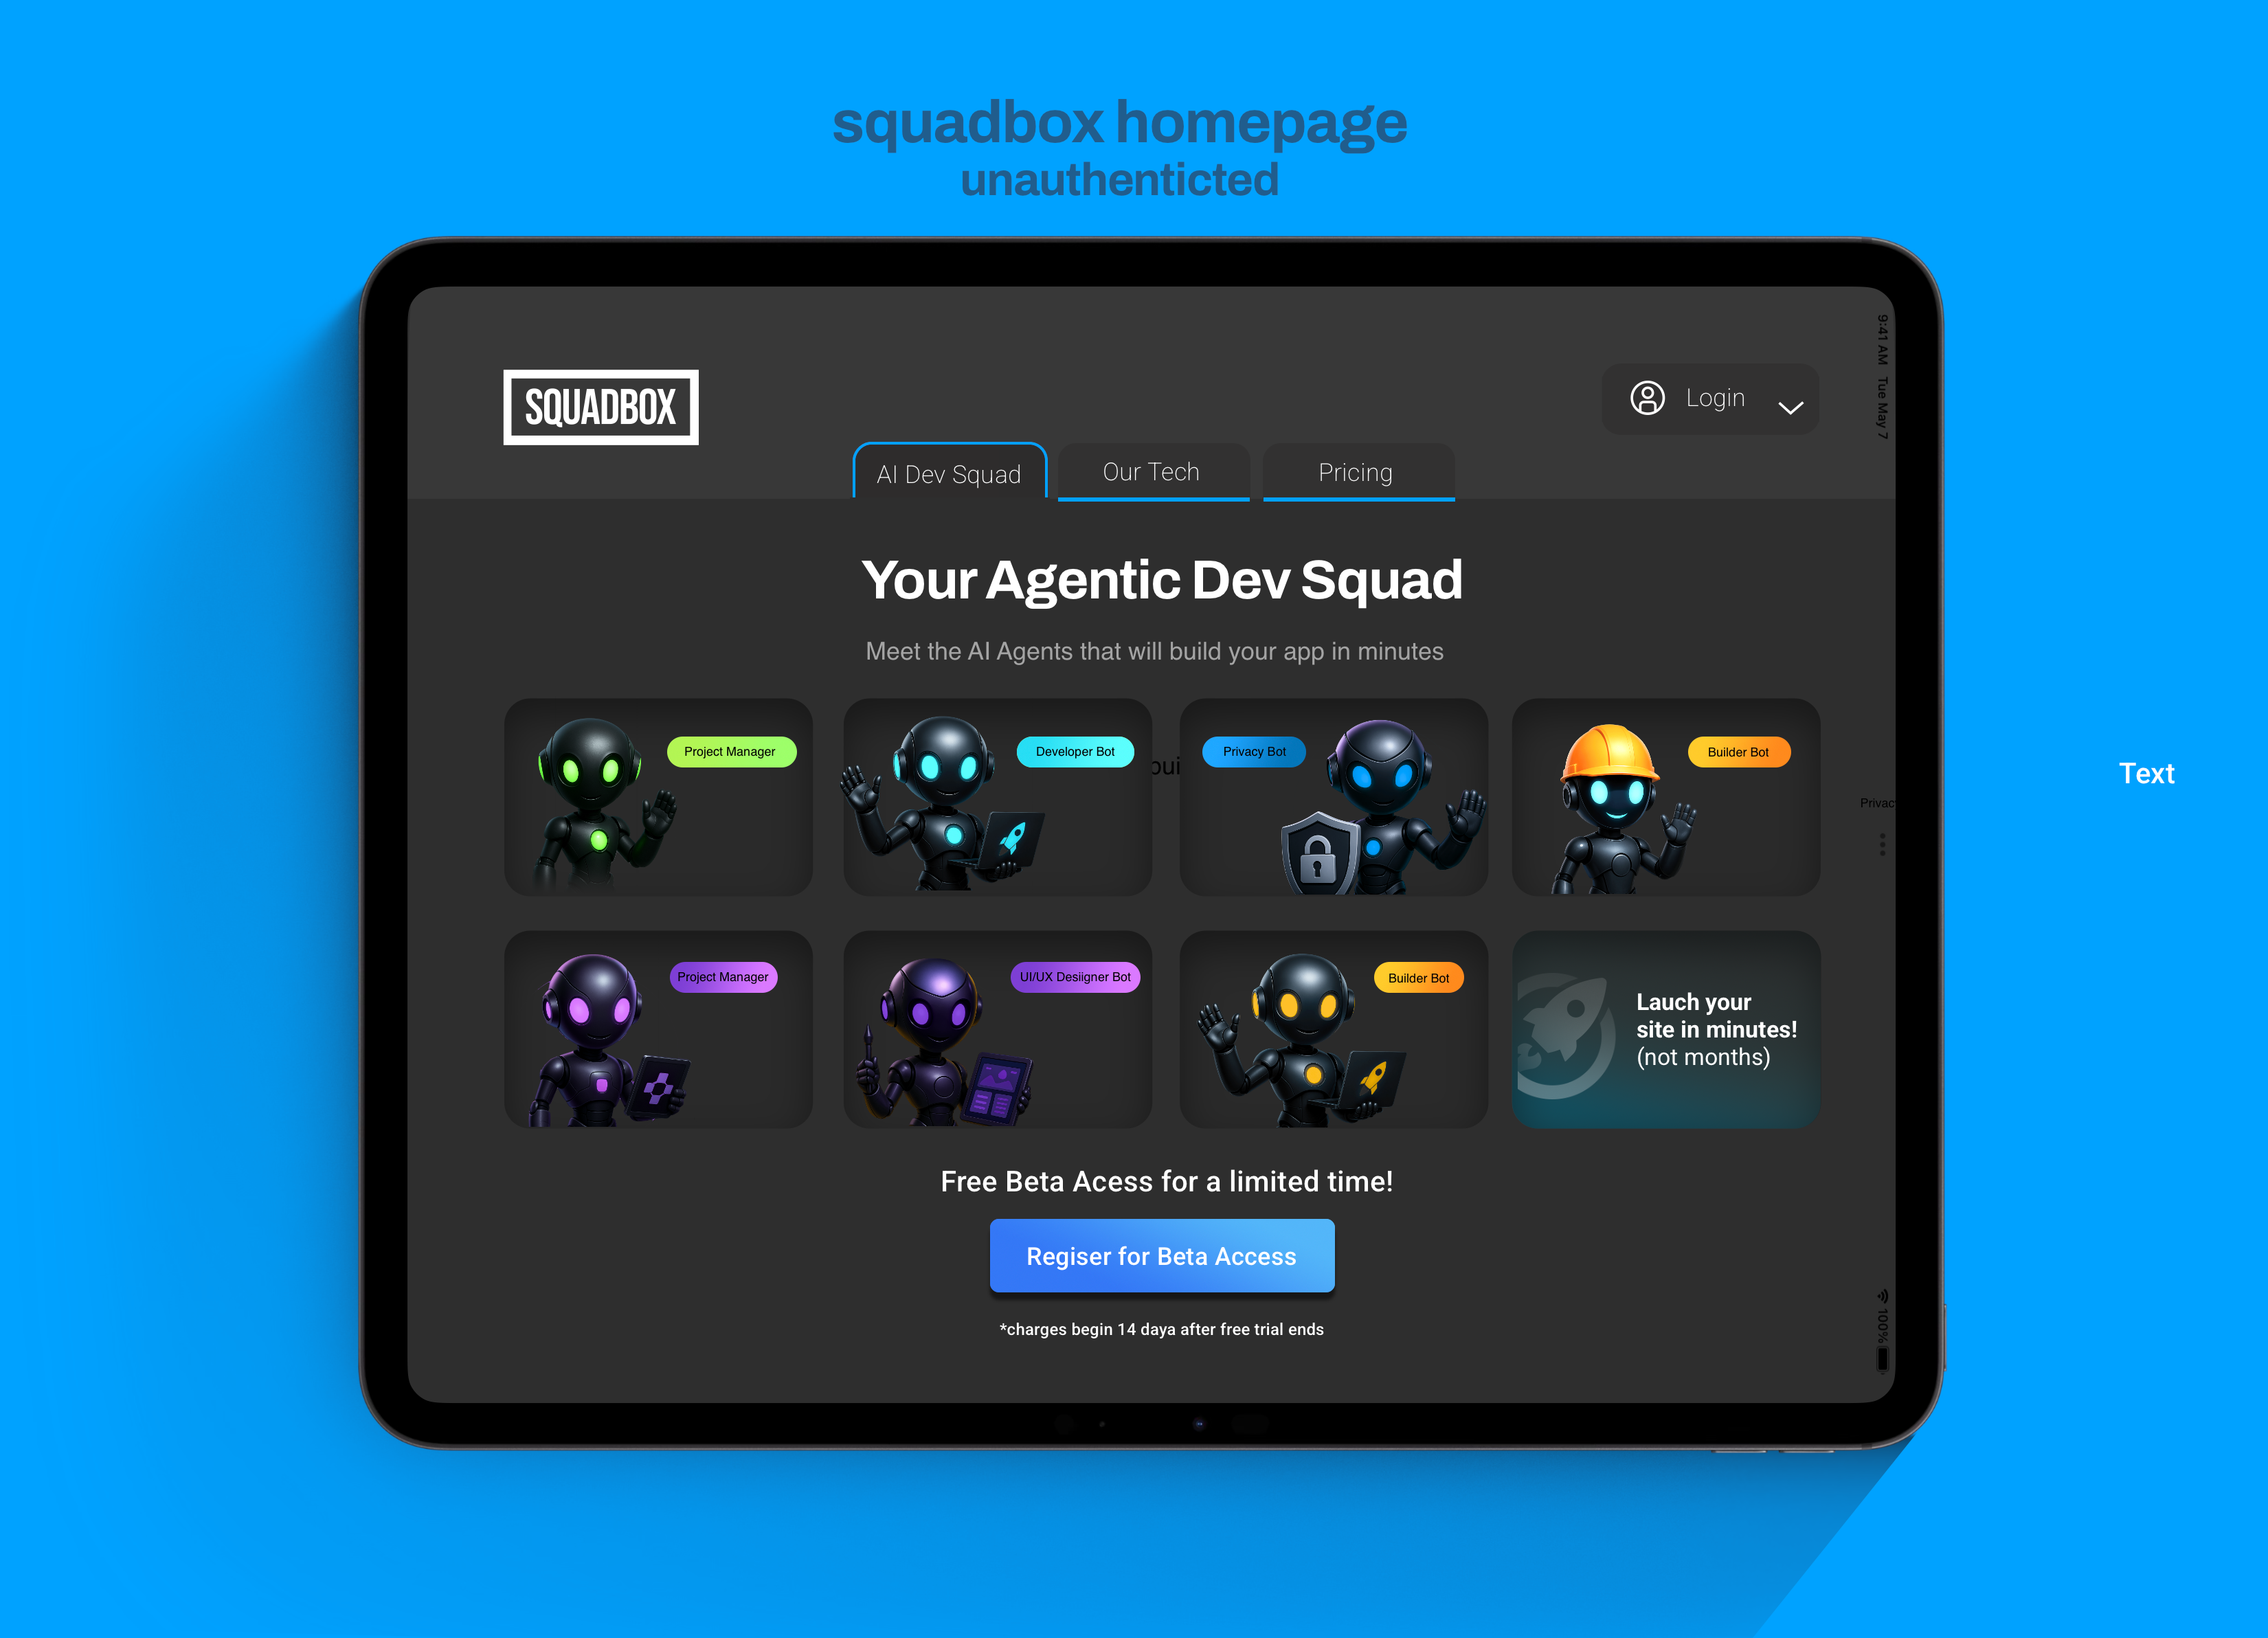 squadbox homepage
unauthenticted
9:41 AM Tue May 7
SQUADBOX
Login
AI Dev Squad
Our Tech
Pricing
Your Agentic Dev Squad
Meet the AI Agents that will build your app in minutes
Project Manager
Developer Bot
bui
Privacy Bot
Builder Bot
Text
Privac
Project Manager
UI/UX Desiigner Bot
Builder Bot
Lauch your
site in minutes!
(not months)
Free Beta Acess for a limited time!
Regiser for Beta Access
100%
*charges begin 14 daya after free trial ends